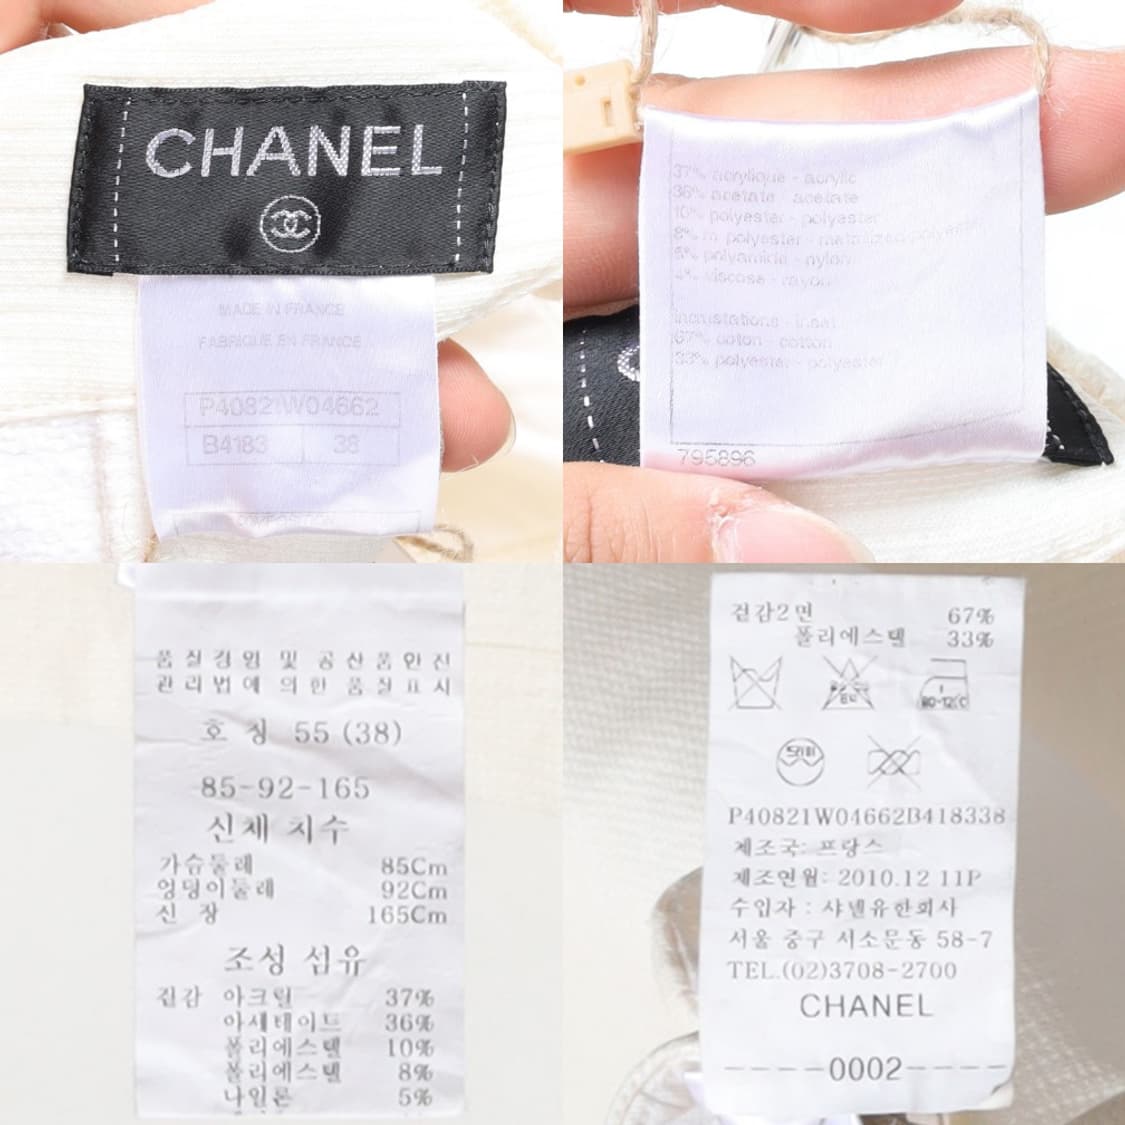 CHANEL
MADE IN FRANCE
FABRIQUE EN FRANCE
P40821W04662
B4183 38
37% acrylique - acrylic
36% acetate - acetate
10% polyester - polyester
8% m polyester - metallized polyester
5% polyamide - nylon
4% viscose - rayon
incrustations - inset
67% coton - cotton
33% polyester - polyester
795896
품질경영 및 공산품안전
관리법에 의한 품질표시
호 칭 55 (38)
85-92-165
신체 치수
가슴둘레 85Cm
엉덩이둘레 92Cm
신 장 165Cm
조성 섬유
겉감 아크릴 37%
아세테이트 36%
폴리에스텔 10%
폴리에스텔 8%
나일론 5%
겉감2면 67%
폴리에스텔 33%
P40821W04662B418338
제조국: 프랑스
제조연월: 2010.12 11P
수입자 : 샤넬유한회사
서울 중구 서소문동 58-7
TEL.(02)3708-2700
CHANEL
----0002----